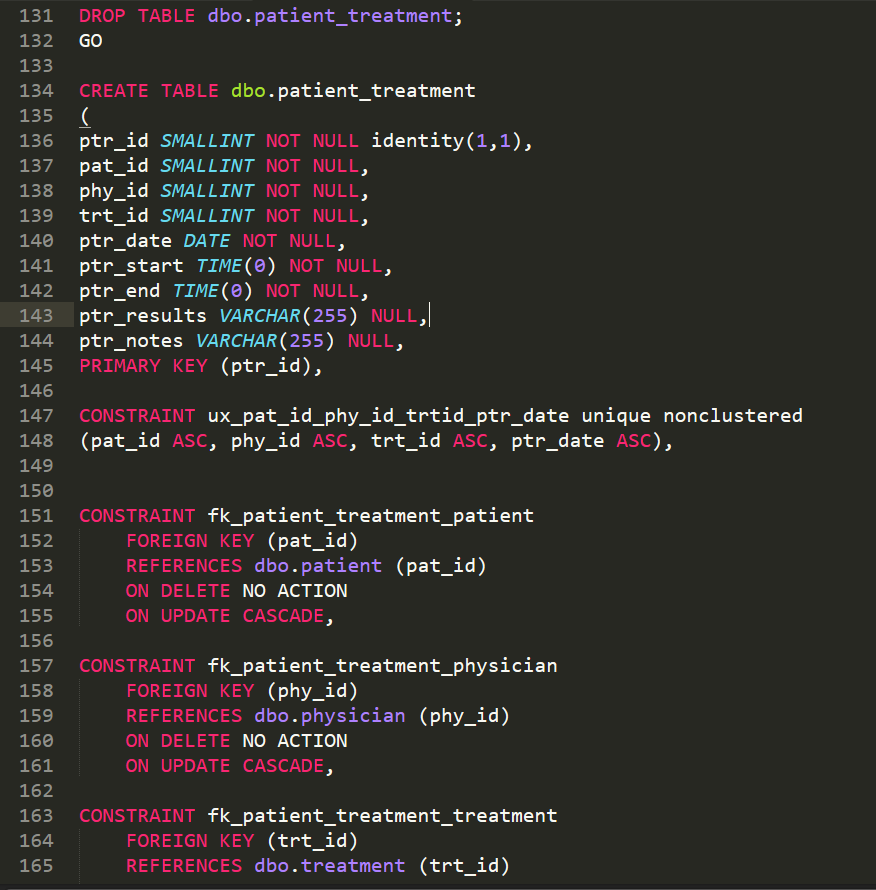 131 DROP TABLE dbo.patient_treatment;
132 GO
133
134 CREATE TABLE dbo.patient_treatment
135 (
136 ptr_id SMALLINT NOT NULL identity(1,1),
137 pat_id SMALLINT NOT NULL,
138 phy_id SMALLINT NOT NULL,
139 trt_id SMALLINT NOT NULL,
140 ptr_date DATE NOT NULL,
141 ptr_start TIME(0) NOT NULL,
142 ptr_end TIME(0) NOT NULL,
143 ptr_results VARCHAR(255) NULL,
144 ptr_notes VARCHAR(255) NULL,
145 PRIMARY KEY (ptr_id),
146
147 CONSTRAINT ux_pat_id_phy_id_trtid_ptr_date unique nonclustered
148 (pat_id ASC, phy_id ASC, trt_id ASC, ptr_date ASC),
149
150
151 CONSTRAINT fk_patient_treatment_patient
152 FOREIGN KEY (pat_id)
153 REFERENCES dbo.patient (pat_id)
154 ON DELETE NO ACTION
155 ON UPDATE CASCADE,
156
157 CONSTRAINT fk_patient_treatment_physician
158 FOREIGN KEY (phy_id)
159 REFERENCES dbo.physician (phy_id)
160 ON DELETE NO ACTION
161 ON UPDATE CASCADE,
162
163 CONSTRAINT fk_patient_treatment_treatment
164 FOREIGN KEY (trt_id)
165 REFERENCES dbo.treatment (trt_id)